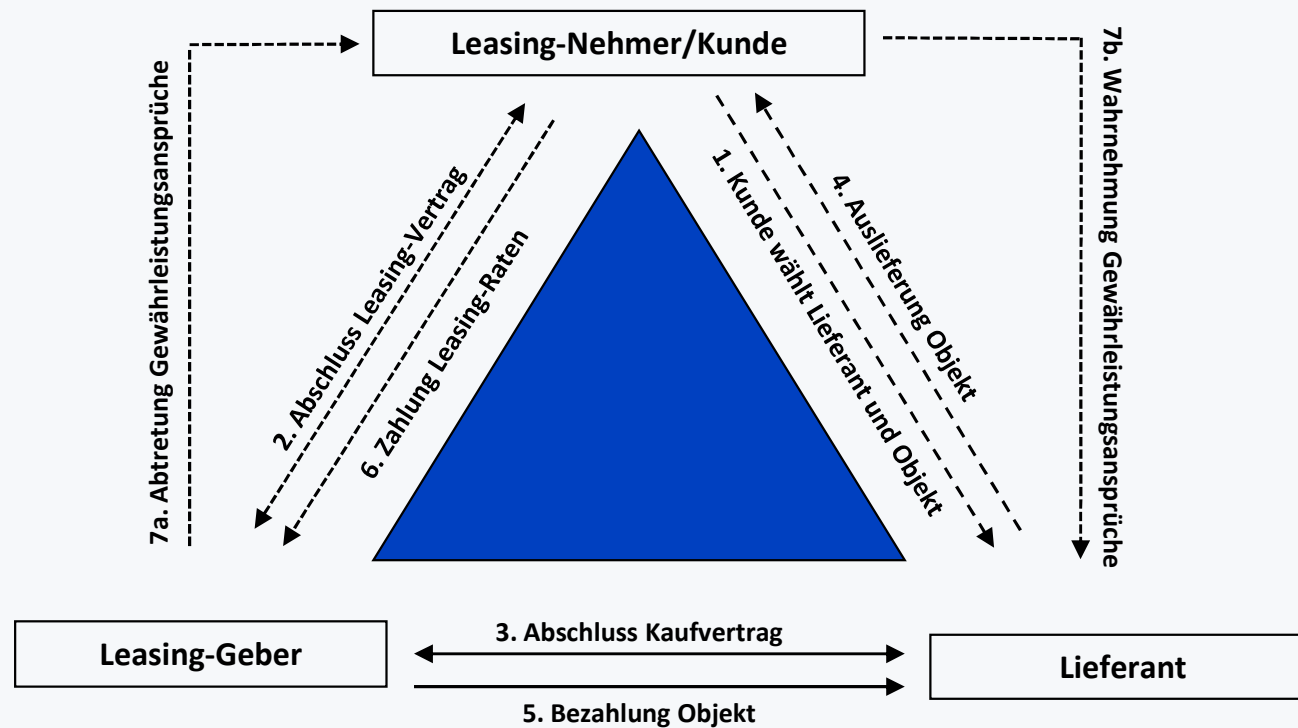 Leasing-Nehmer/Kunde
7a. Abtretung Gewährleistungsansprüche
2. Abschluss Leasing-Vertrag
6. Zahlung Leasing-Raten
1. Kunde wählt Lieferant und Objekt
4. Auslieferung Objekt
7b. Wahrnehmung Gewährleistungsansprüche
Leasing-Geber
3. Abschluss Kaufvertrag
5. Bezahlung Objekt
Lieferant